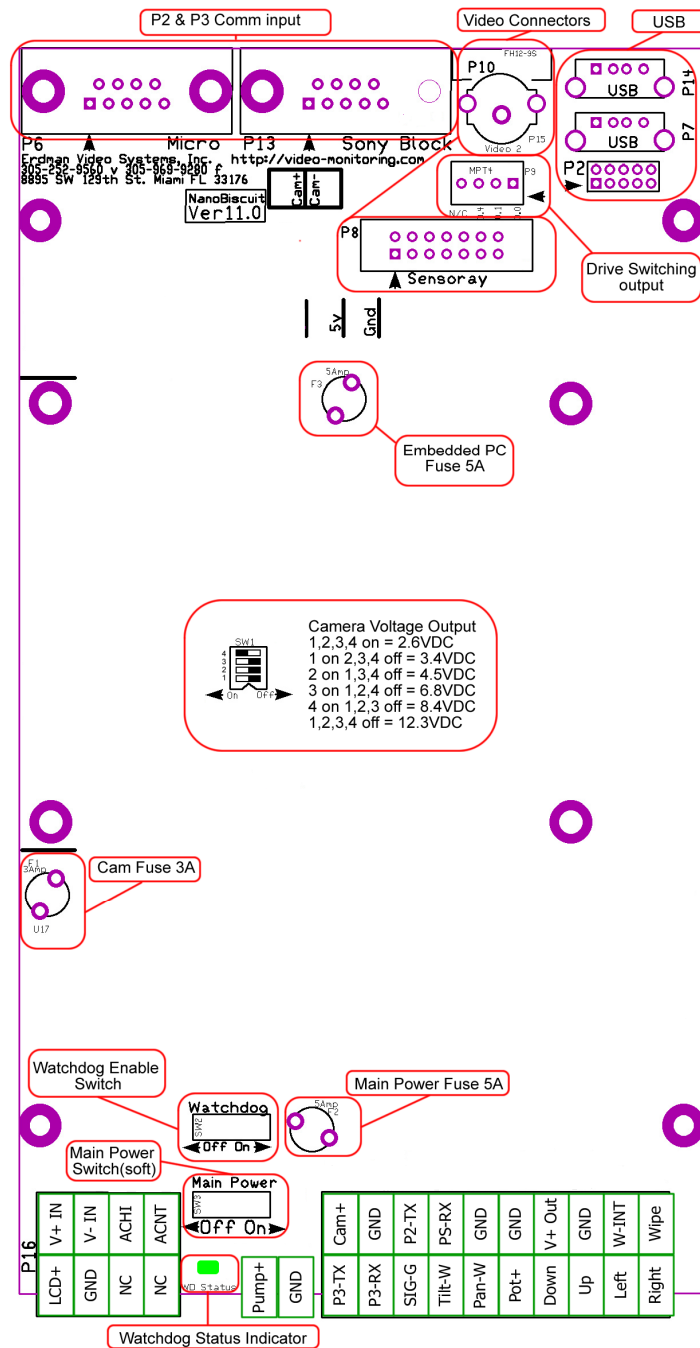 P2 & P3 Comm input
Video Connectors
USB
FH12-9S
P10
P15
Video 2
USB
P14
USB
P7
P2
P6
Micro
P13
Sony Block
Erdman Video Systems, Inc. http://video-monitoring.com
305-252-9560 v 305-969-9280 f
8895 SW 129th St. Miami FL 33176
NanoBiscuit
Ver11.0
Cam+
Cam-
MPT4
P9
N/C
P8
Sensoray
Drive Switching
output
5v
Gnd
5Amp
F3
Embedded PC
Fuse 5A
SW1
4
3
2
1
On
Off
Camera Voltage Output
1,2,3,4 on = 2.6VDC
1 on 2,3,4 off = 3.4VDC
2 on 1,3,4 off = 4.5VDC
3 on 1,2,4 off = 6.8VDC
4 on 1,2,3 off = 8.4VDC
1,2,3,4 off = 12.3VDC
F1
3Amp
U17
Cam Fuse 3A
Watchdog Enable
Switch
Watchdog
SW2
Off On
5Amp
F2
Main Power Fuse 5A
Main Power
Switch(soft)
Main Power
SW3
Off On
P16
V+ IN
V- IN
ACHI
ACNT
LCD+
GND
NC
NC
WD Status
Pump+
GND
Cam+
GND
P2-TX
PS-RX
GND
GND
V+ Out
GND
W-INT
Wipe
P3-TX
P3-RX
SIG-G
Tilt-W
Pan-W
Pot+
Down
Up
Left
Right
Watchdog Status Indicator